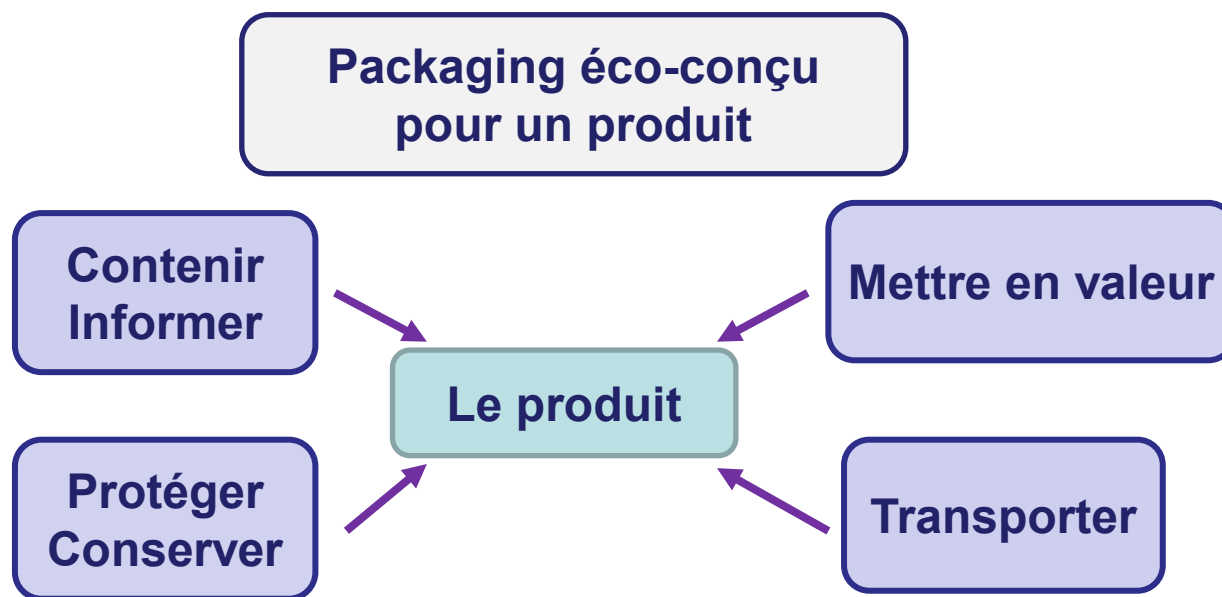 Packaging éco-conçu
pour un produit
Contenir
Informer
Mettre en valeur
Le produit
Protéger
Conserver
Transporter